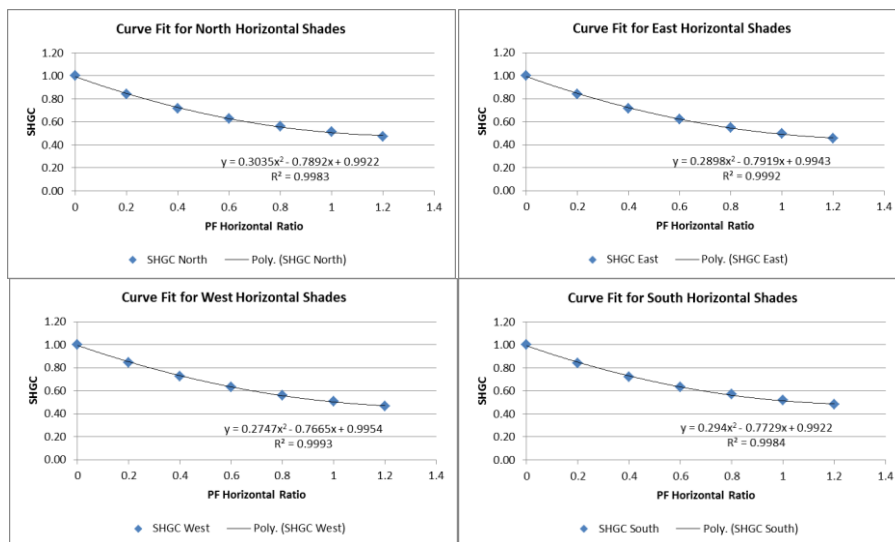 Curve Fit for North Horizontal Shades
1.20
1.00
0.80
0.60
0.40
0.20
0.00
SHGC
y = 0.3035x² - 0.7892x + 0.9922
R² = 0.9983
0 0.2 0.4 0.6 0.8 1 1.2 1.4
PF Horizontal Ratio
SHGC North Poly. (SHGC North)
Curve Fit for East Horizontal Shades
1.20
1.00
0.80
0.60
0.40
0.20
0.00
SHGC
y = 0.2898x² - 0.7919x + 0.9943
R² = 0.9992
0 0.2 0.4 0.6 0.8 1 1.2 1.4
PF Horizontal Ratio
SHGC East Poly. (SHGC East)
Curve Fit for West Horizontal Shades
1.20
1.00
0.80
0.60
0.40
0.20
0.00
SHGC
y = 0.2747x² - 0.7665x + 0.9954
R² = 0.9993
0 0.2 0.4 0.6 0.8 1 1.2 1.4
PF Horizontal Ratio
SHGC West Poly. (SHGC West)
Curve Fit for South Horizontal Shades
1.20
1.00
0.80
0.60
0.40
0.20
0.00
SHGC
y = 0.294x² - 0.7729x + 0.9922
R² = 0.9984
0 0.2 0.4 0.6 0.8 1 1.2 1.4
PF Horizontal Ratio
SHGC South Poly. (SHGC South)